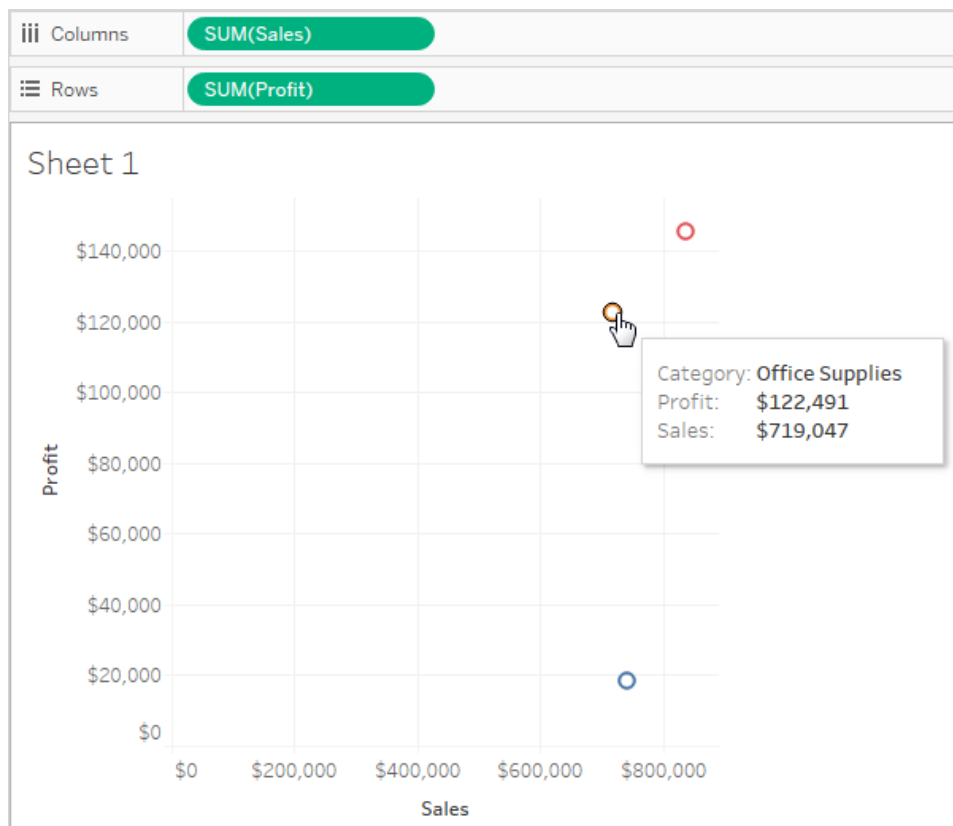 Columns SUM(Sales)
Rows SUM(Profit)
Sheet 1
$140,000
$120,000
Category: Office Supplies
Profit: $122,491
Sales: $719,047
$100,000
$80,000
Profit
$60,000
$40,000
$20,000
$0
$0 $200,000 $400,000 $600,000 $800,000
Sales